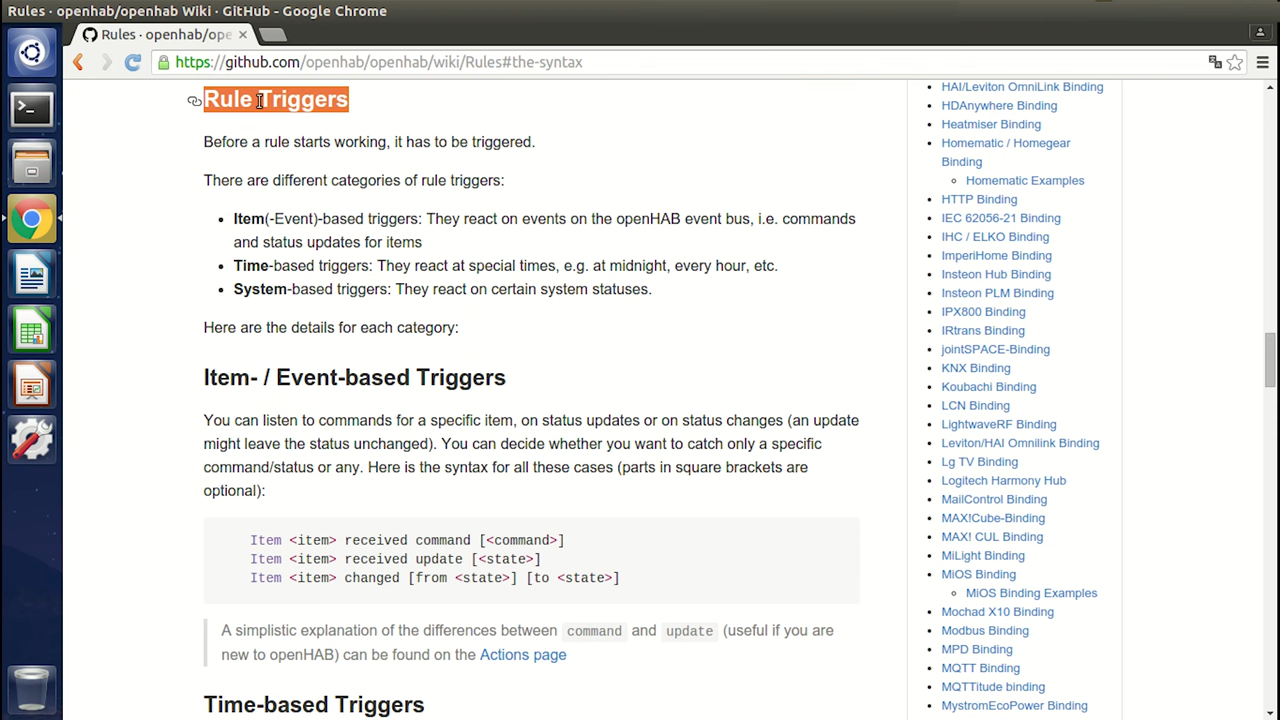 Rules · openhab/openhab Wiki · GitHub - Google Chrome
Rules · openhab/ope
https://github.com/openhab/openhab/wiki/Rules#the-syntax
Rule Triggers
Before a rule starts working, it has to be triggered.
There are different categories of rule triggers:
• Item(-Event)-based triggers: They react on events on the openHAB event bus, i.e. commands
and status updates for items
• Time-based triggers: They react at special times, e.g. at midnight, every hour, etc.
• System-based triggers: They react on certain system statuses.
Here are the details for each category:
Item- / Event-based Triggers
You can listen to commands for a specific item, on status updates or on status changes (an update
might leave the status unchanged). You can decide whether you want to catch only a specific
command/status or any. Here is the syntax for all these cases (parts in square brackets are
optional):
Item <item> received command [<command>]
Item <item> received update [<state>]
Item <item> changed [from <state>] [to <state>]
A simplistic explanation of the differences between command and update (useful if you are
new to openHAB) can be found on the Actions page
Time-based Triggers
• HAI/Leviton OmniLink Binding
• HDAnywhere Binding
• Heatmiser Binding
• Homematic / Homegear
Binding
Homematic Examples
• HTTP Binding
• IEC 62056-21 Binding
• IHC / ELKO Binding
• ImperiHome Binding
• Insteon Hub Binding
• Insteon PLM Binding
• IPX800 Binding
• IRtrans Binding
• jointSPACE-Binding
• KNX Binding
• Koubachi Binding
• LCN Binding
• LightwaveRF Binding
• Leviton/HAI Omnilink Binding
• Lg TV Binding
• Logitech Harmony Hub
• MailControl Binding
• MAX!Cube-Binding
• MAX! CUL Binding
• MiLight Binding
• MiOS Binding
MiOS Binding Examples
• Mochad X10 Binding
• Modbus Binding
• MPD Binding
• MQTT Binding
• MQTTitude binding
• MystromEcoPower Binding